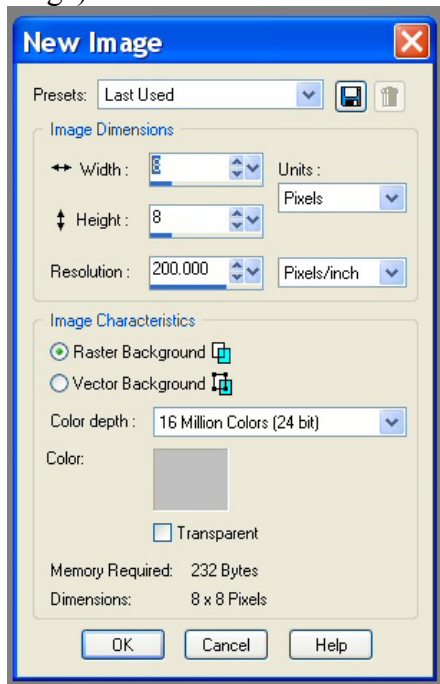 New Image
Presets: Last Used
Image Dimensions
Width : 8 Units :
Pixels
Height : 8
Resolution : 200.000 Pixels/inch
Image Characteristics
Raster Background
Vector Background
Color depth : 16 Million Colors (24 bit)
Color:
Transparent
Memory Required: 232 Bytes
Dimensions: 8 x 8 Pixels
OK Cancel Help